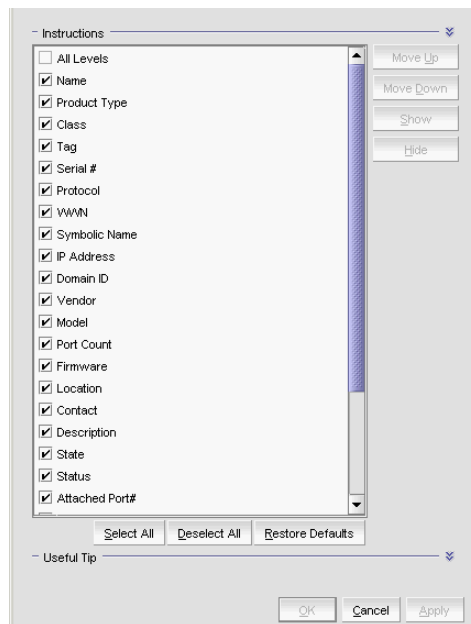 Instructions
All Levels
Name
Product Type
Class
Tag
Serial #
Protocol
WWN
Symbolic Name
IP Address
Domain ID
Vendor
Model
Port Count
Firmware
Location
Contact
Description
State
Status
Attached Port#
Move Up
Move Down
Show
Hide
Select All Deselect All Restore Defaults
Useful Tip
OK Cancel Apply